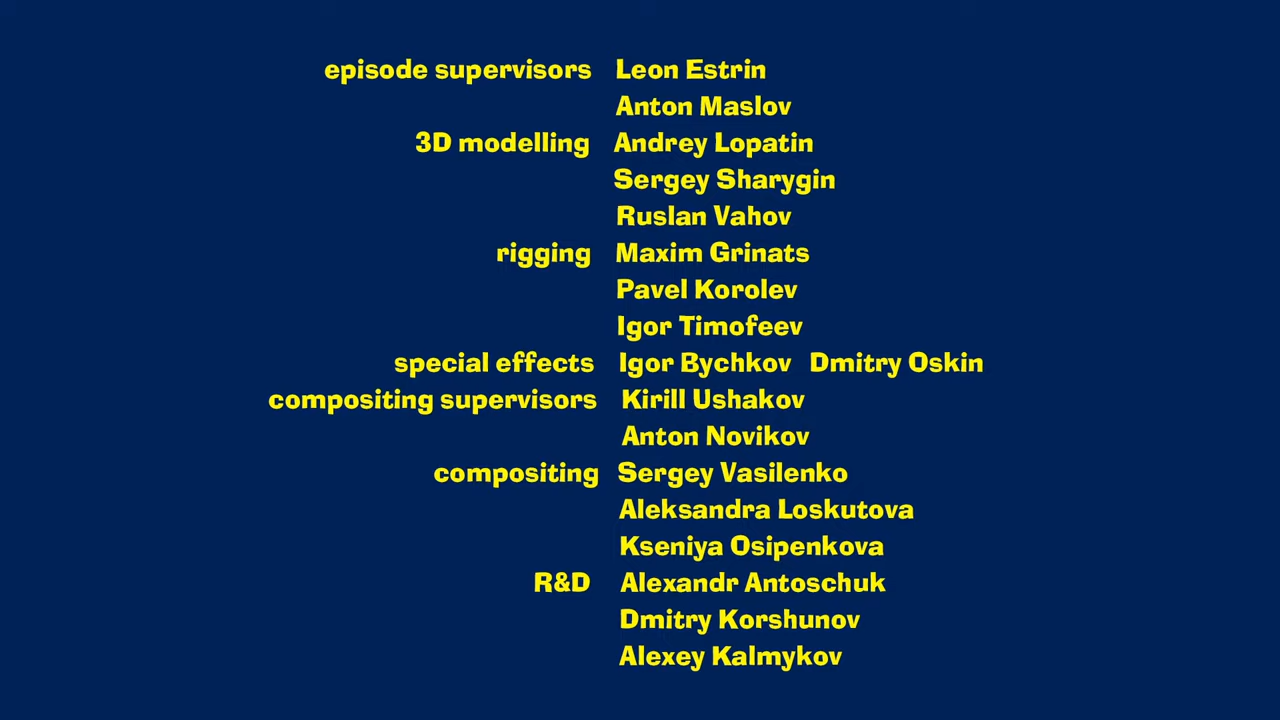 episode supervisors Leon Estrin
Anton Maslov
3D modelling Andrey Lopatin
Sergey Sharygin
Ruslan Vahov
rigging Maxim Grinats
Pavel Korolev
Igor Timofeev
special effects Igor Bychkov Dmitry Oskin
compositing supervisors Kirill Ushakov
Anton Novikov
compositing Sergey Vasilenko
Aleksandra Loskutova
Kseniya Osipenkova
R&D Alexandr Antoschuk
Dmitry Korshunov
Alexey Kalmykov